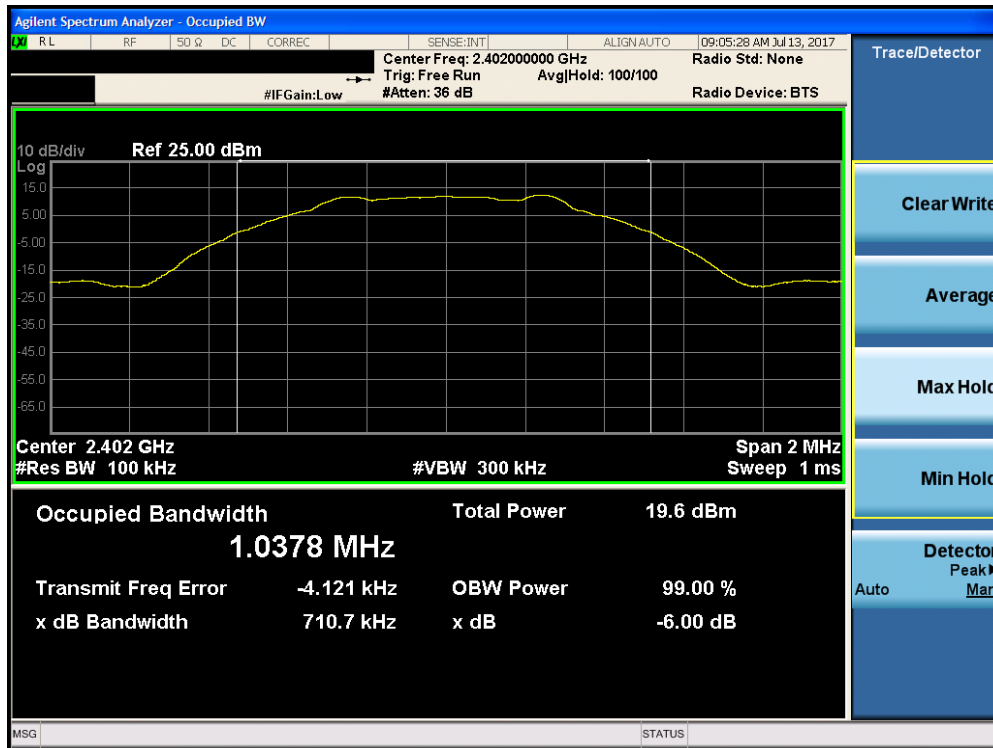 Agilent Spectrum Analyzer - Occupied BW
LXI RL RF 50 Ω DC CORREC SENSE:INT ALIGN AUTO 09:05:28 AM Jul 13, 2017
Center Freq: 2.402000000 GHz Radio Std: None
Trig: Free Run Avg|Hold: 100/100
#IFGain:Low #Atten: 36 dB Radio Device: BTS
Trace/Detector
10 dB/div Ref 25.00 dBm
Log
15.0
5.00
-5.00
-15.0
-25.0
-35.0
-45.0
-55.0
-65.0
Center 2.402 GHz Span 2 MHz
#Res BW 100 kHz #VBW 300 kHz Sweep 1 ms
Occupied Bandwidth Total Power 19.6 dBm
1.0378 MHz
Transmit Freq Error -4.121 kHz OBW Power 99.00 %
x dB Bandwidth 710.7 kHz x dB -6.00 dB
Clear Write
Average
Max Hold
Min Hold
Detector
Peak
Auto Man
MSG STATUS